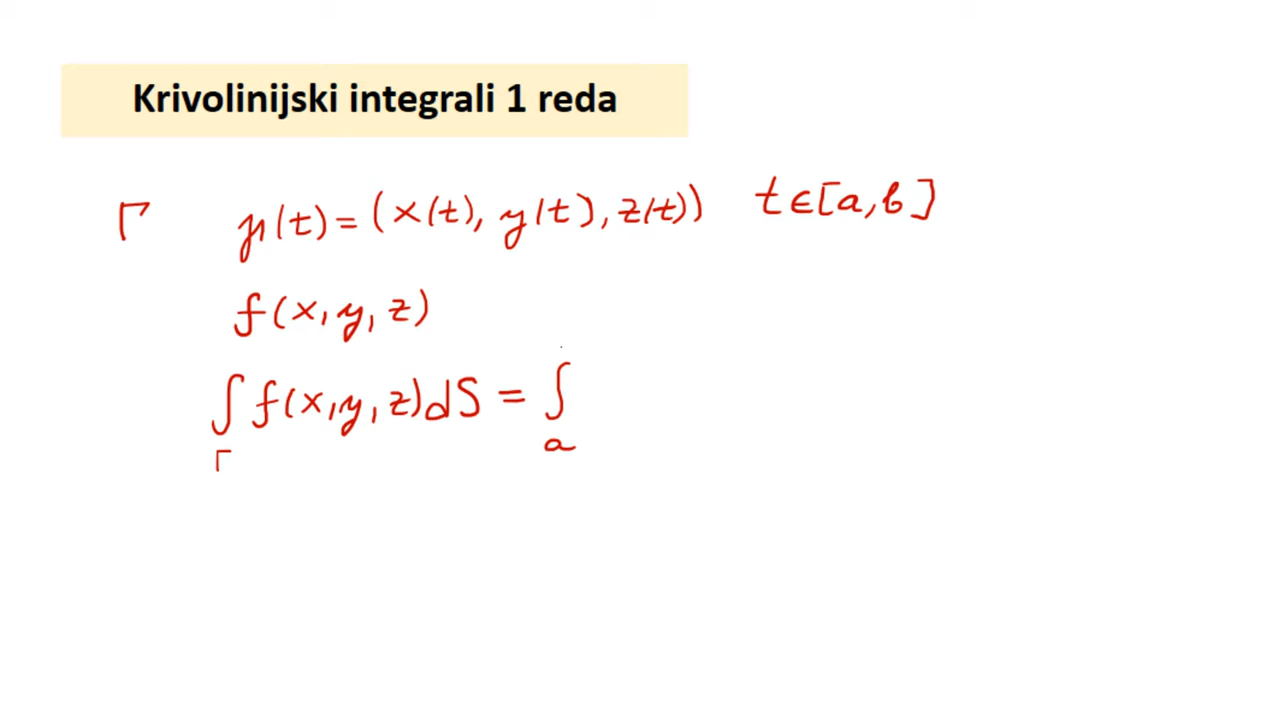 Krivolinijski integrali 1 reda
Γ γ(t) = (x(t), y(t), z(t)) t∈[a,b]
f(x,y,z)
∫_Γ f(x,y,z)dS = ∫_a